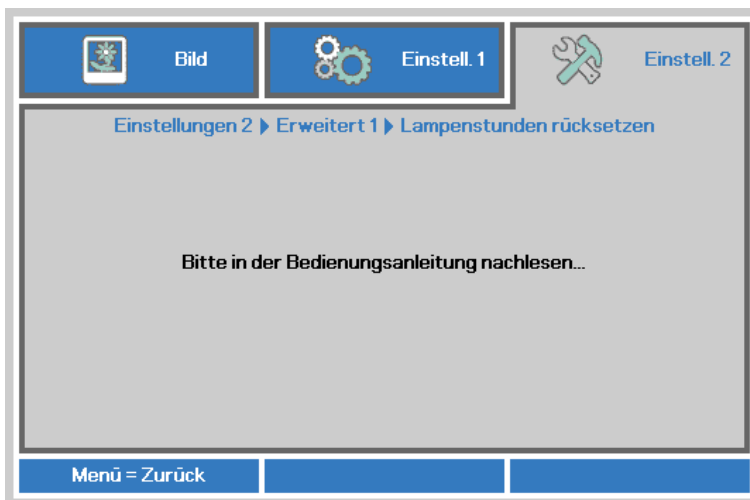 Bild
Einstell. 1
Einstell. 2
Einstellungen 2 Erweitert 1 Lampenstunden rücksetzen
Bitte in der Bedienungsanleitung nachlesen...
Menü = Zurück